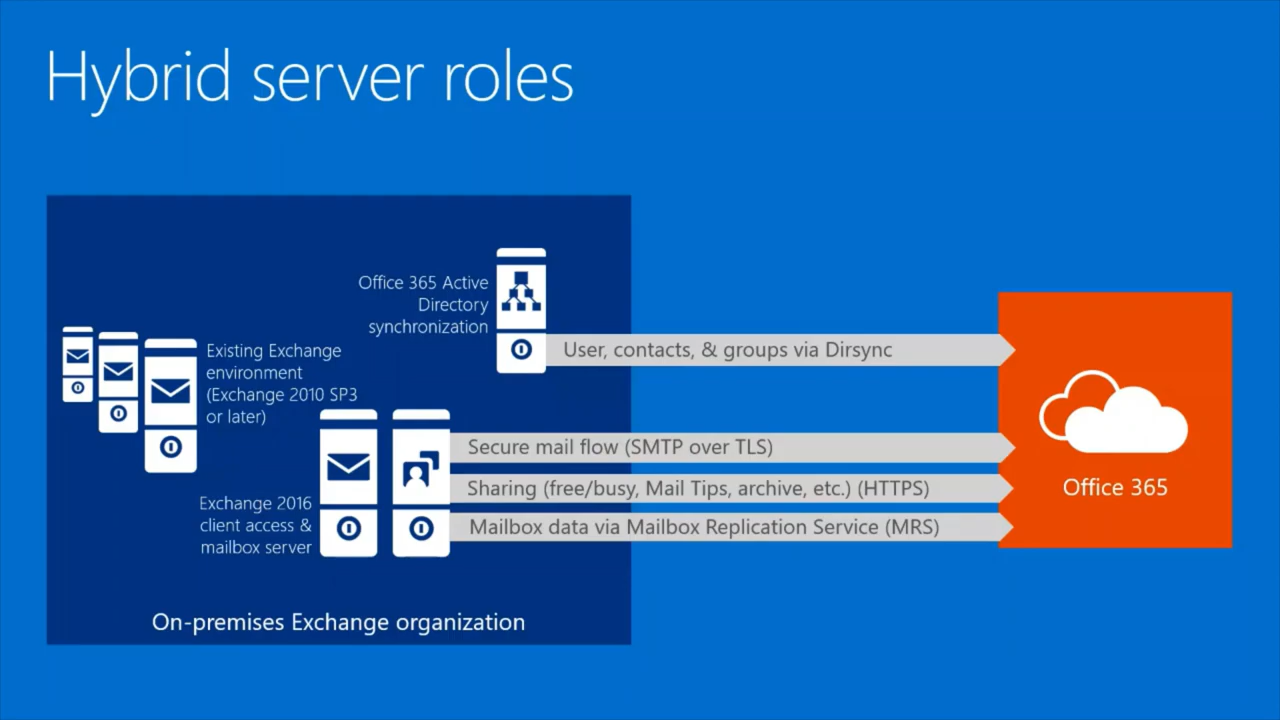 Hybrid server roles
Office 365 Active
Directory
synchronization
User, contacts, & groups via Dirsync
Existing Exchange
environment
(Exchange 2010 SP3
or later)
Secure mail flow (SMTP over TLS)
Sharing (free/busy, Mail Tips, archive, etc.) (HTTPS)
Mailbox data via Mailbox Replication Service (MRS)
Exchange 2016
client access &
mailbox server
Office 365
On-premises Exchange organization